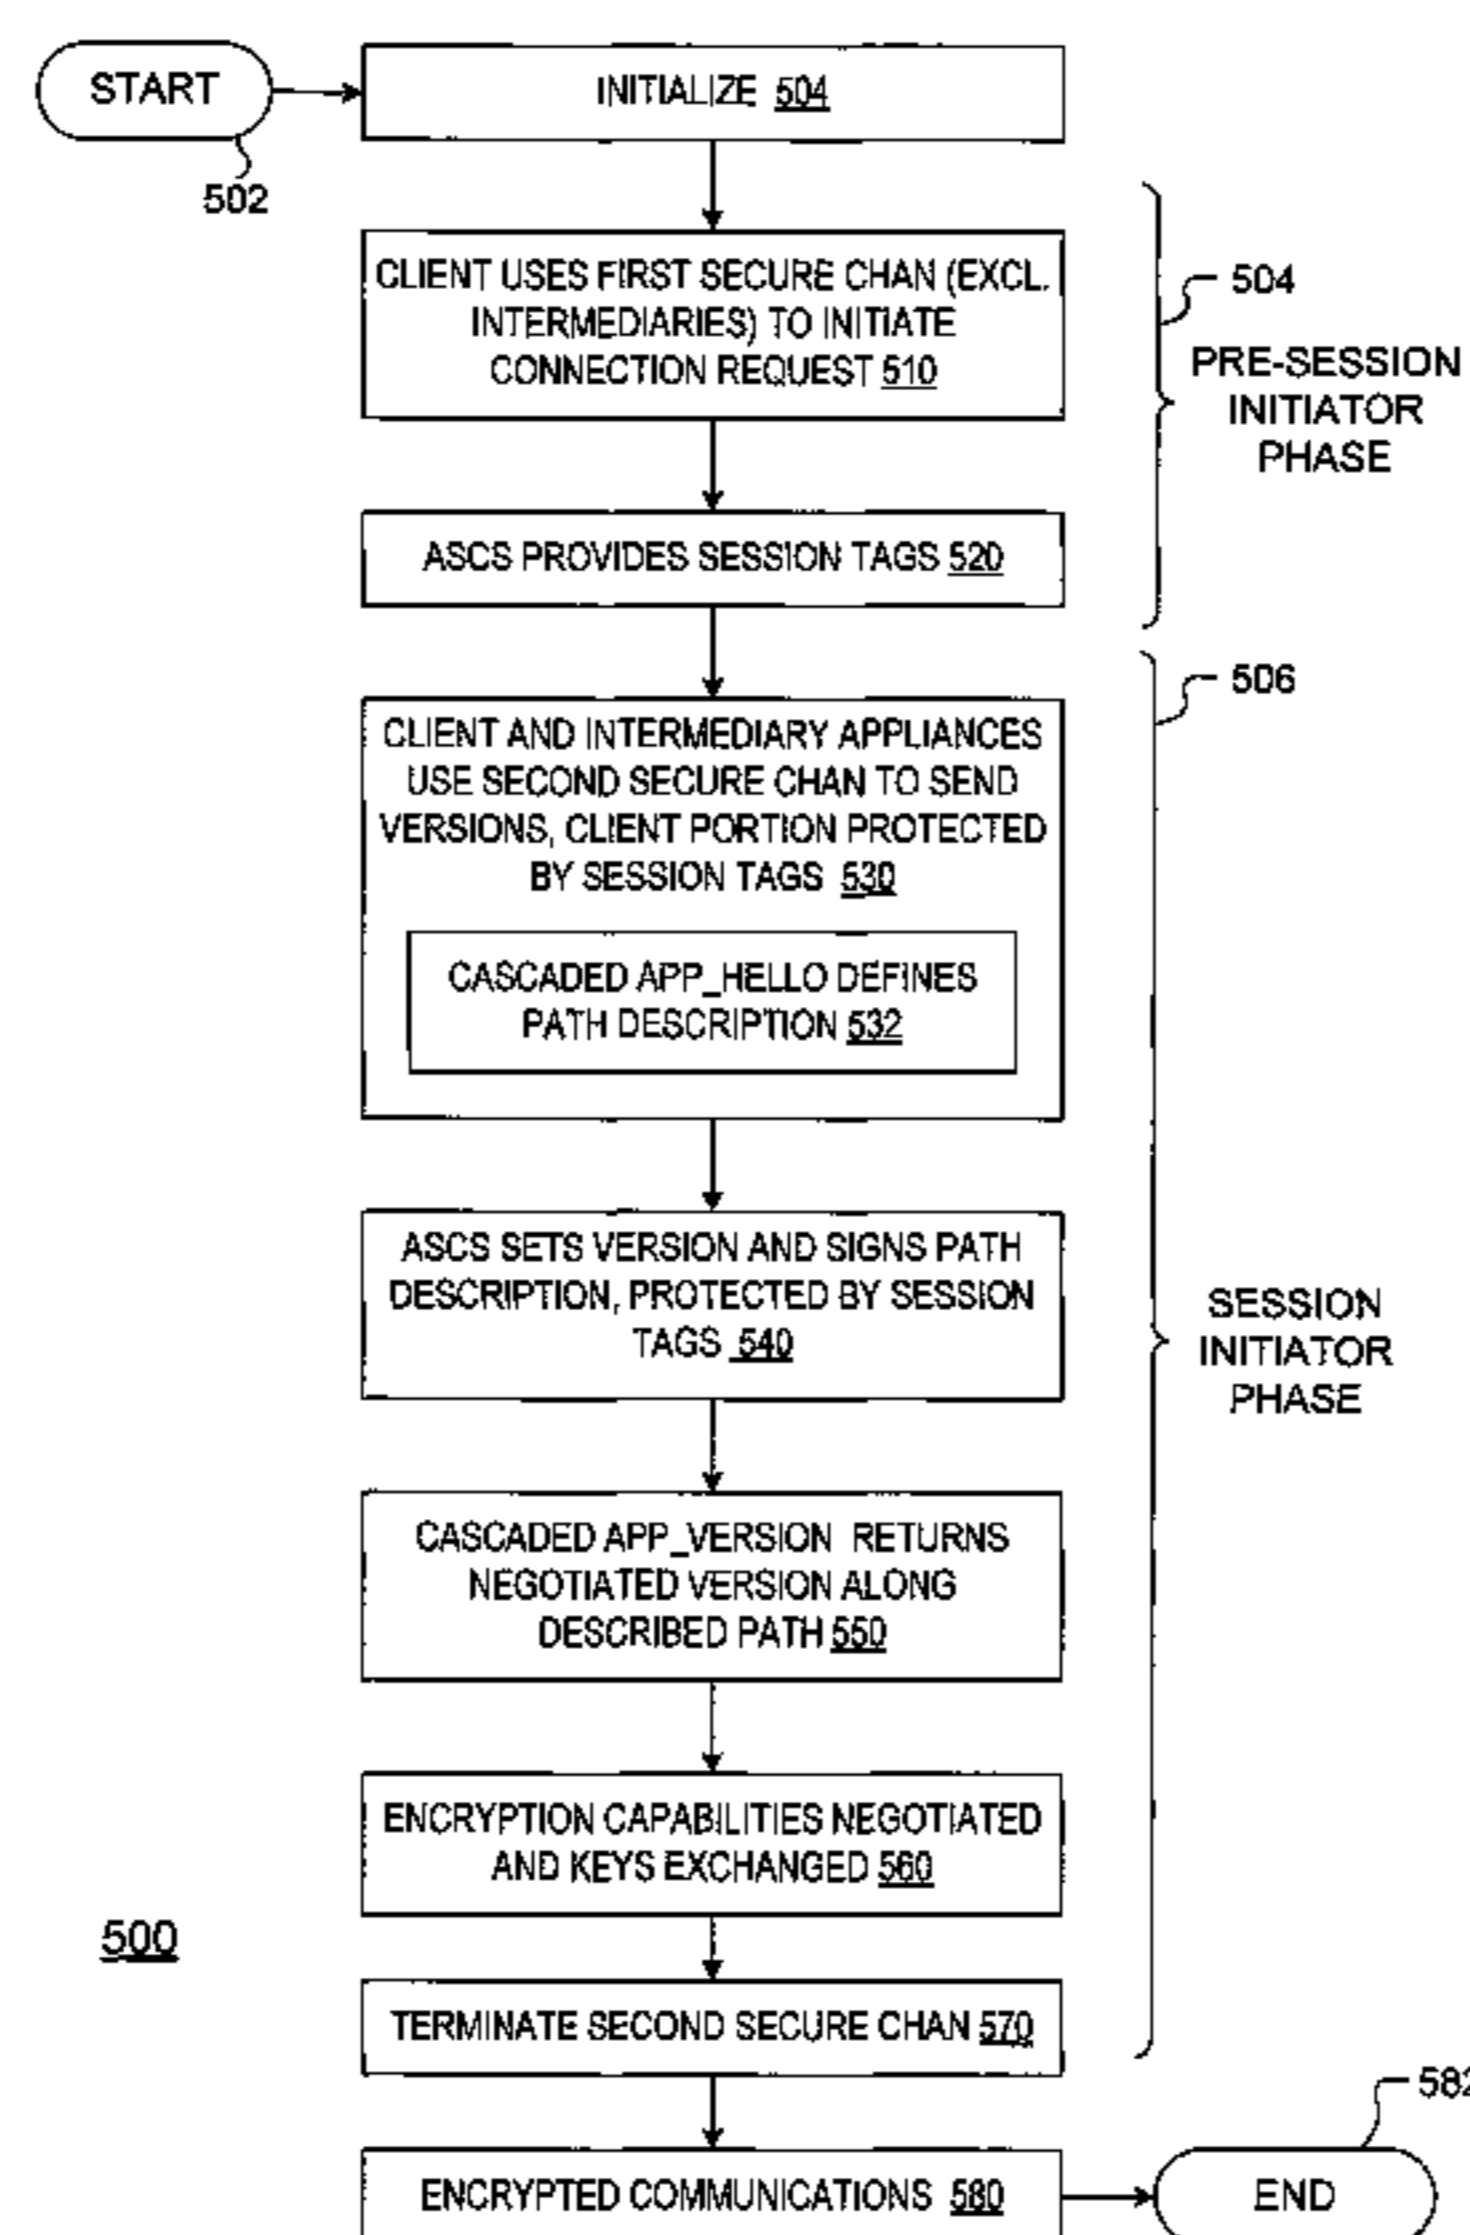 START
INITIALIZE 504
502
CLIENT USES FIRST SECURE CHAN (EXCL.
INTERMEDIARIES) TO INITIATE
CONNECTION REQUEST 510
504
PRE-SESSION
INITIATOR
PHASE
ASCS PROVIDES SESSION TAGS 520
506
CLIENT AND INTERMEDIARY APPLIANCES
USE SECOND SECURE CHAN TO SEND
VERSIONS, CLIENT PORTION PROTECTED
BY SESSION TAGS 530
CASCADED APP_HELLO DEFINES
PATH DESCRIPTION 532
ASCS SETS VERSION AND SIGNS PATH
DESCRIPTION, PROTECTED BY SESSION
TAGS 540
SESSION
INITIATOR
PHASE
CASCADED APP_VERSION RETURNS
NEGOTIATED VERSION ALONG
DESCRIBED PATH 550
ENCRYPTION CAPABILITIES NEGOTIATED
AND KEYS EXCHANGED 560
500
TERMINATE SECOND SECURE CHAN 570
582
ENCRYPTED COMMUNICATIONS 580
END